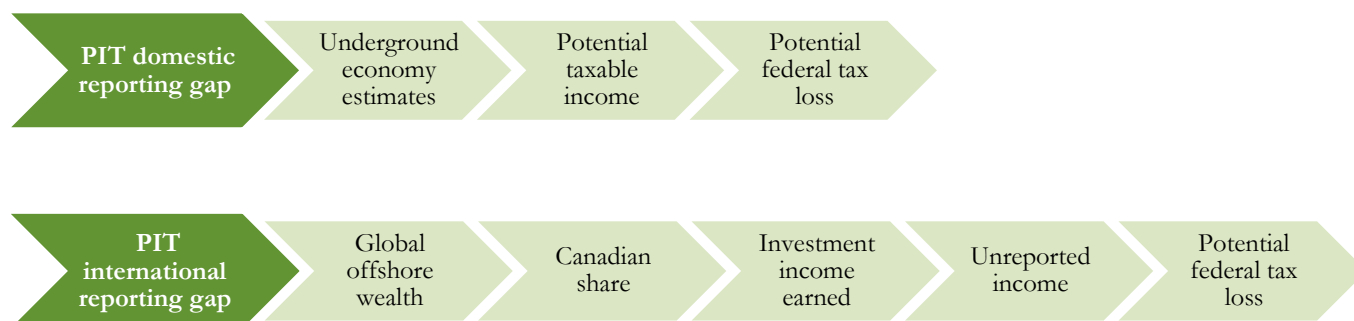 PIT domestic
reporting gap
Underground
economy
estimates
Potential
taxable
income
Potential
federal tax
loss
PIT
international
reporting gap
Global
offshore
wealth
Canadian
share
Investment
income
earned
Unreported
income
Potential
federal tax
loss